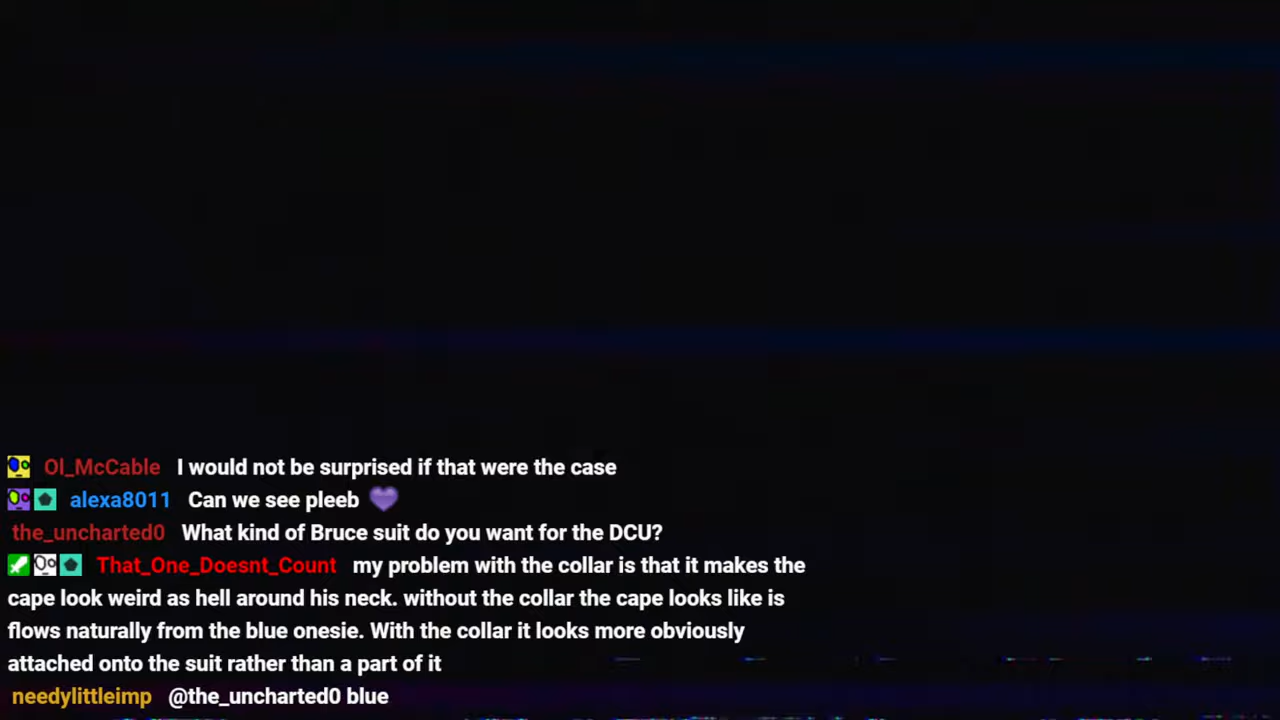 Ol_McCable I would not be surprised if that were the case
alexa8011 Can we see pleeb 💜
the_uncharted0 What kind of Bruce suit do you want for the DCU?
That_One_Doesnt_Count my problem with the collar is that it makes the
cape look weird as hell around his neck. without the collar the cape looks like is
flows naturally from the blue onesie. With the collar it looks more obviously
attached onto the suit rather than a part of it
needylittleimp @the_uncharted0 blue